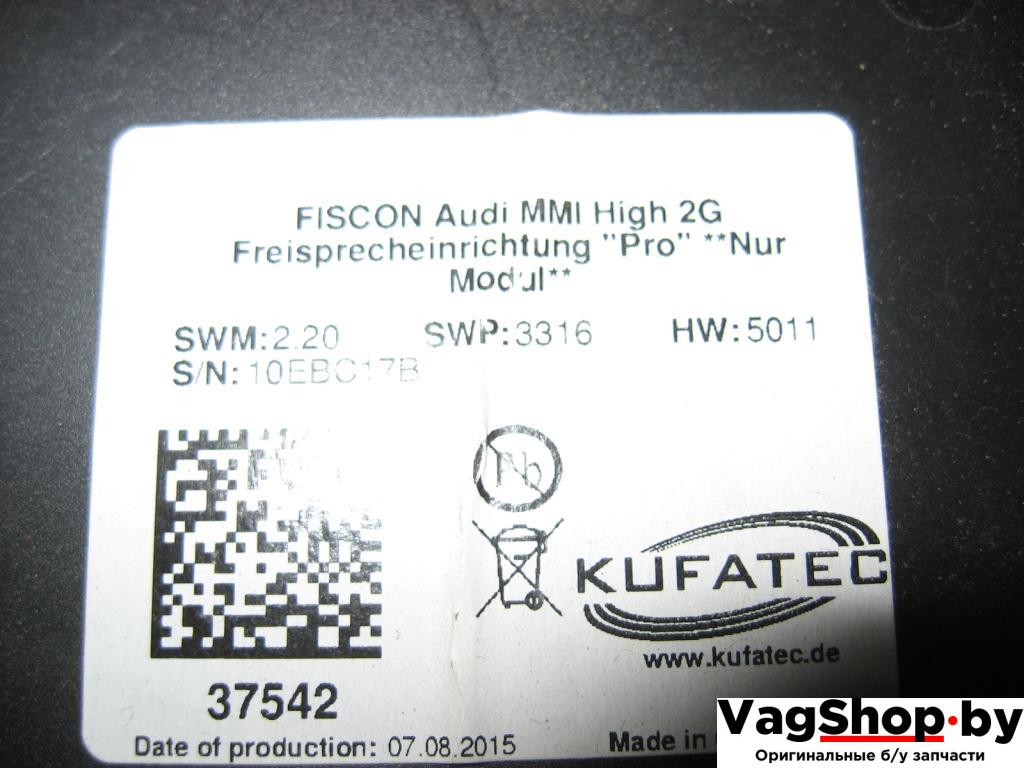 FISCON Audi MMI High 2G
Freisprecheinrichtung "Pro" **Nur
Modul**
SWM: 2.20 SWP: 3316 HW: 5011
S/N: 10EBC17B
Pb
KUFATEC
www.kufatec.de
37542
Date of production: 07.08.2015 Made in
VagShop.by
Оригинальные б/у запчасти